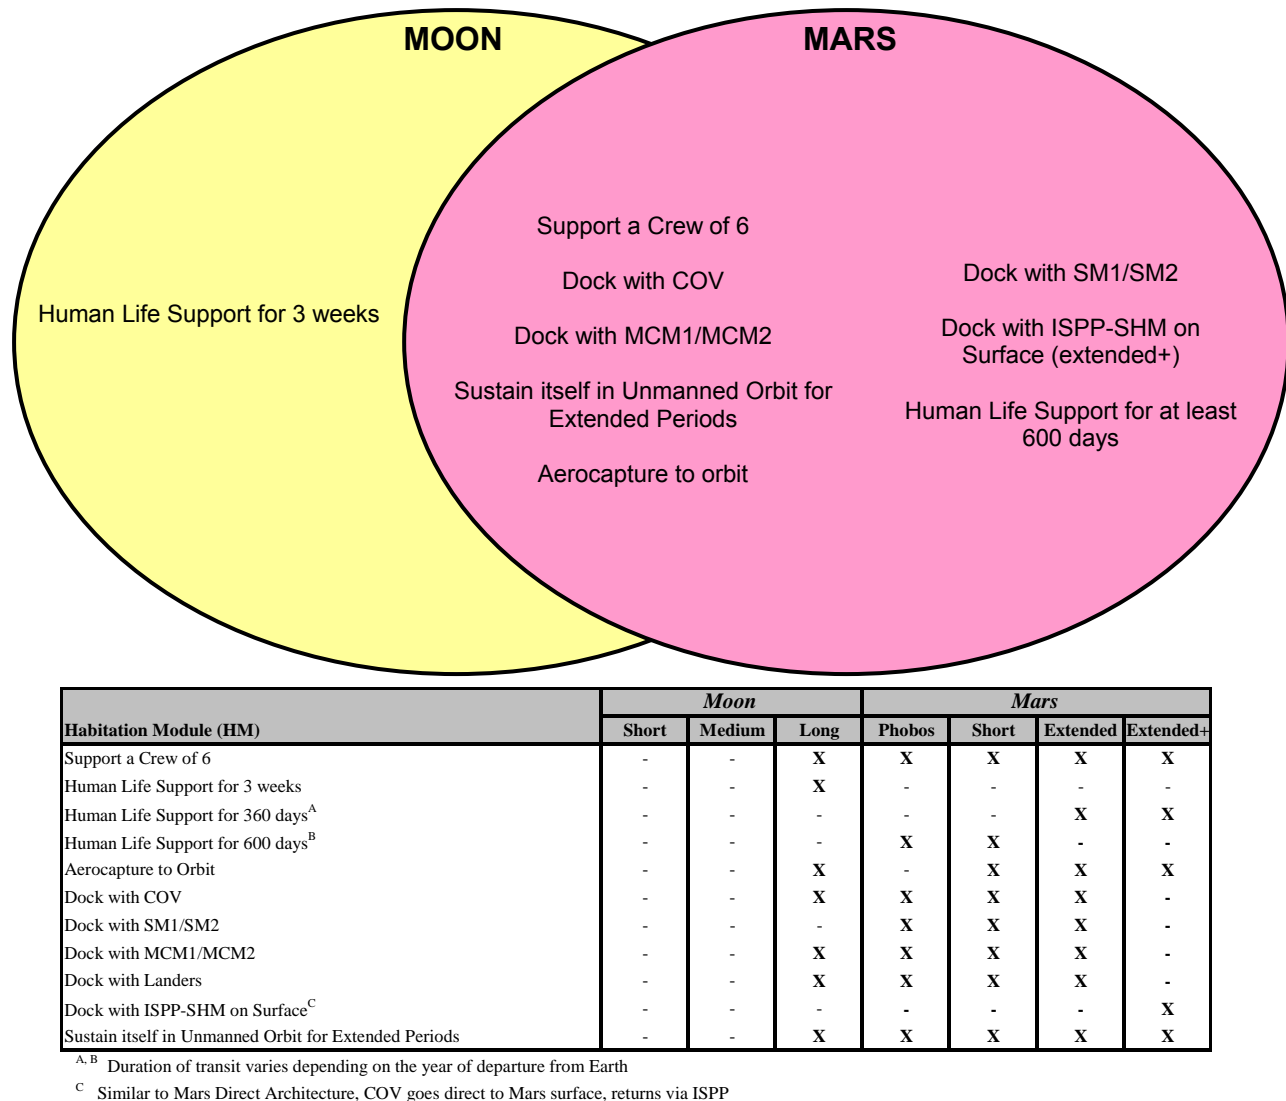 MOON
MARS
Human Life Support for 3 weeks
Support a Crew of 6
Dock with COV
Dock with MCM1/MCM2
Sustain itself in Unmanned Orbit for
Extended Periods
Aerocapture to orbit
Dock with SM1/SM2
Dock with ISPP-SHM on
Surface (extended+)
Human Life Support for at least
600 days
Moon Mars
Habitation Module (HM) Short Medium Long Phobos Short Extended Extended+
Support a Crew of 6 - - X X X X X
Human Life Support for 3 weeks - - X - - - -
Human Life Support for 360 days^A - - - - - X X
Human Life Support for 600 days^B - - - X X - -
Aerocapture to Orbit - - X - X X X
Dock with COV - - X X X X -
Dock with SM1/SM2 - - - X X X -
Dock with MCM1/MCM2 - - X X X X -
Dock with Landers - - X X X X -
Dock with ISPP-SHM on Surface^C - - - - - - X
Sustain itself in Unmanned Orbit for Extended Periods - - X X X X X
A, B Duration of transit varies depending on the year of departure from Earth
C Similar to Mars Direct Architecture, COV goes direct to Mars surface, returns via ISPP